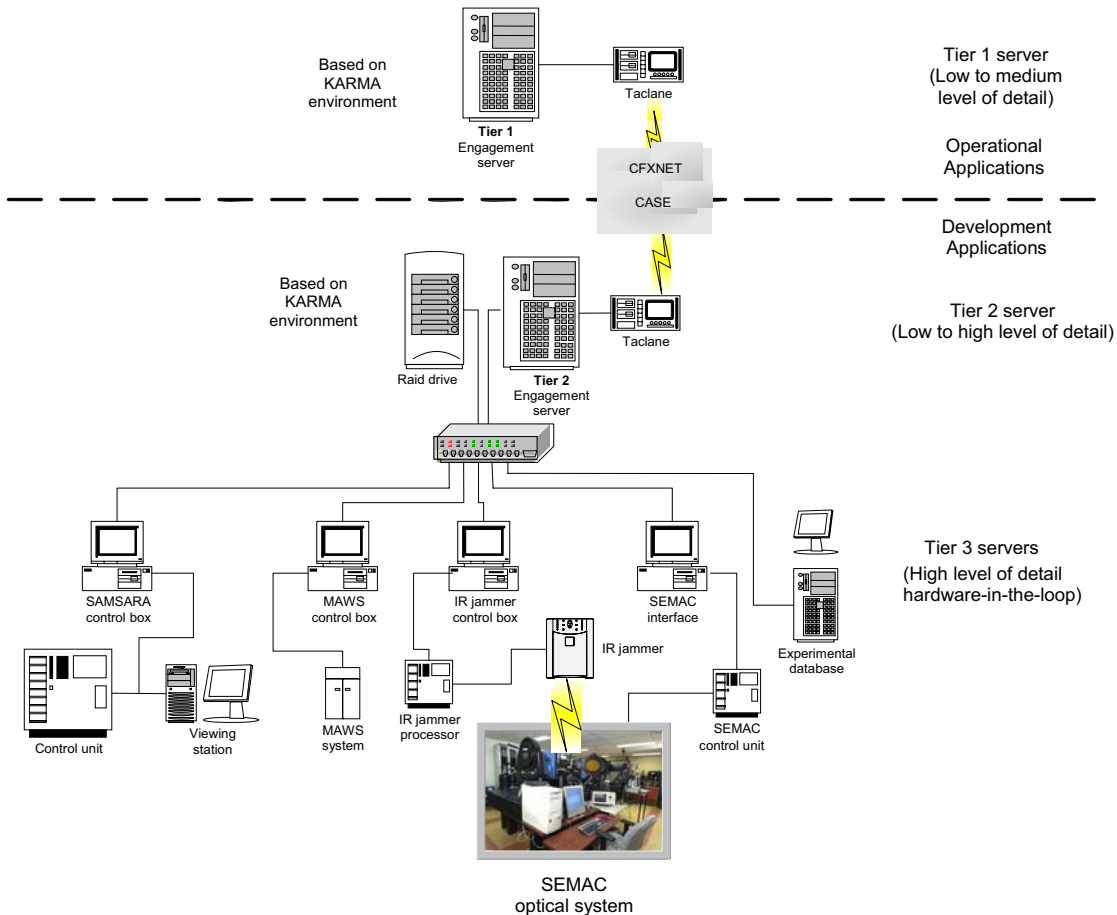 Based on
KARMA
environment
Taclane
Tier 1
Engagement
server
Tier 1 server
(Low to medium
level of detail)
Operational
Applications
CFXNET
CASE
Development
Applications
Based on
KARMA
environment
Raid drive
Tier 2
Engagement
server
Taclane
Tier 2 server
(Low to high level of detail)
SAMSARA
control box
MAWS
control box
IR jammer
control box
SEMAC
interface
Tier 3 servers
(High level of detail
hardware-in-the-loop)
Experimental
database
IR jammer
Control unit
Viewing
station
MAWS
system
IR jammer
processor
SEMAC
control unit
SEMAC
optical system